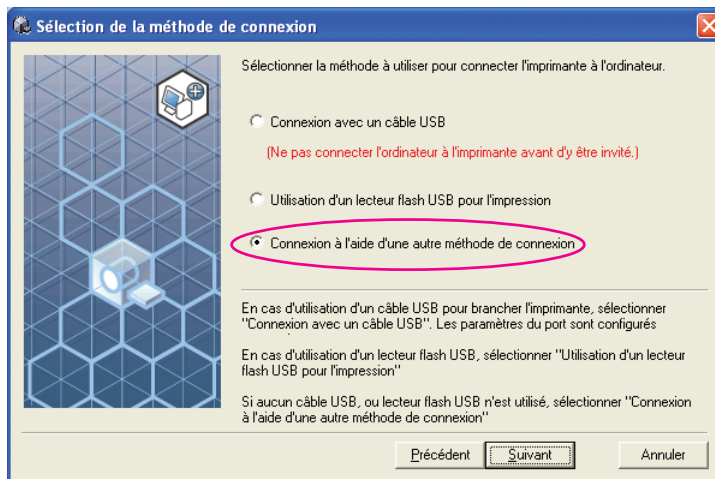 Sélection de la méthode de connexion
Sélectionner la méthode à utiliser pour connecter l'imprimante à l'ordinateur.
Connexion avec un câble USB
(Ne pas connecter l'ordinateur à l'imprimante avant d'y être invité.)
Utilisation d'un lecteur flash USB pour l'impression
Connexion à l'aide d'une autre méthode de connexion
En cas d'utilisation d'un câble USB pour brancher l'imprimante, sélectionner
"Connexion avec un câble USB". Les paramètres du port sont configurés
En cas d'utilisation d'un lecteur flash USB, sélectionner "Utilisation d'un lecteur
flash USB pour l'impression"
Si aucun câble USB, ou lecteur flash USB n'est utilisé, sélectionner "Connexion
à l'aide d'une autre méthode de connexion"
Précédent Suivant Annuler